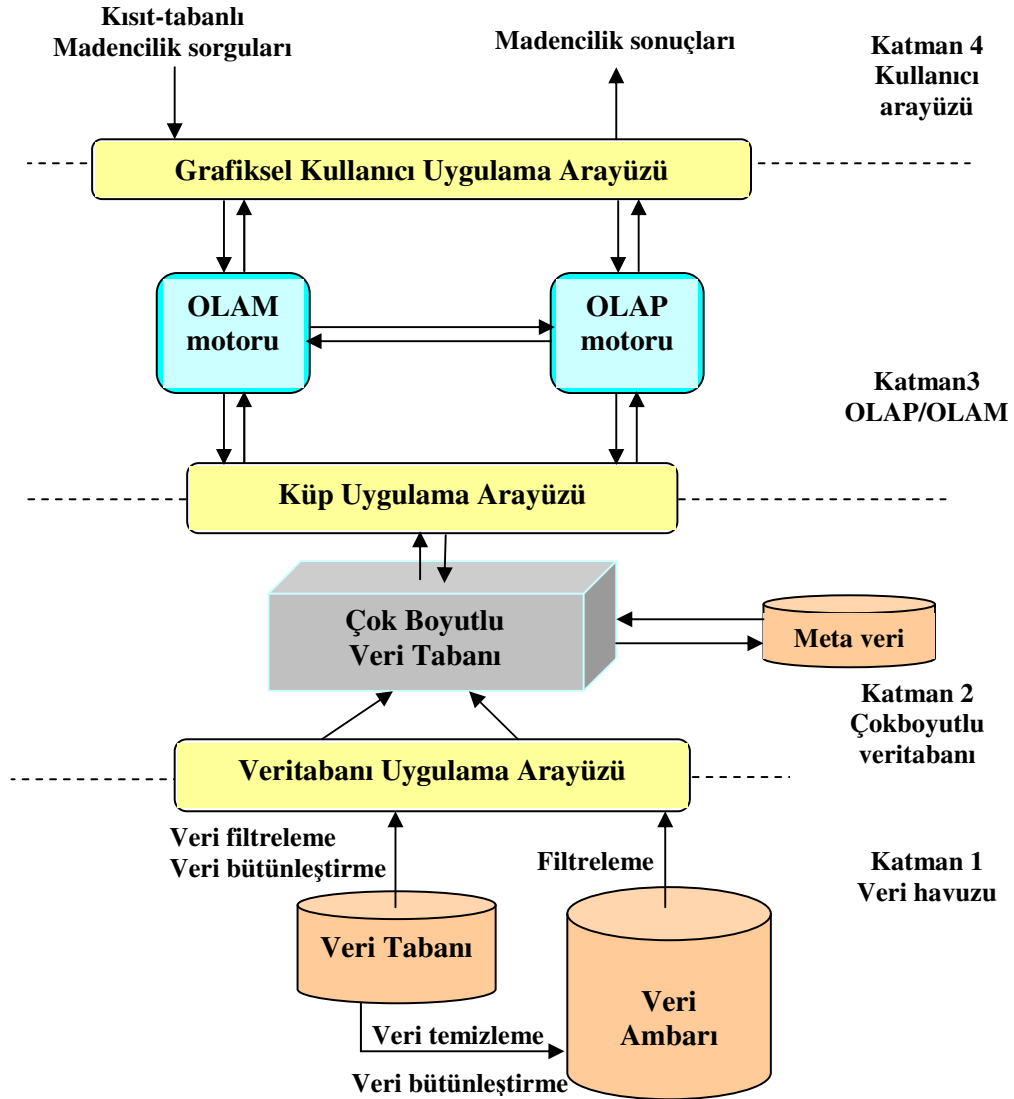 Kısıt-tabanlı
Madencilik sorguları
Madencilik sonuçları
Katman 4
Kullanıcı
arayüzü
Grafiksel Kullanıcı Uygulama Arayüzü
OLAM
motoru
OLAP
motoru
Katman3
OLAP/OLAM
Küp Uygulama Arayüzü
Çok Boyutlu
Veri Tabanı
Meta veri
Katman 2
Çokboyutlu
veritabanı
Veritabanı Uygulama Arayüzü
Veri filtreleme
Veri bütünleştirme
Filtreleme
Katman 1
Veri havuzu
Veri Tabanı
Veri
Ambarı
Veri temizleme
Veri bütünleştirme